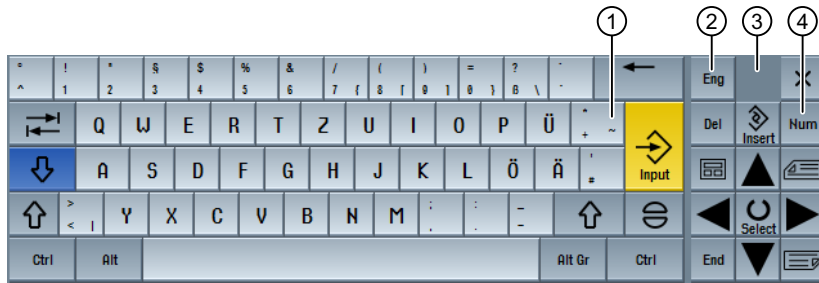 1 2 3 4
° ! " § $ % & / ( ) = ? ` Eng
^ 1 2 3 4 5 6 7 { 8 [ 9 ] 0 } ß \ ´
Q W E R T Z U I O P Ü * + ~ Del Insert Num
A S D F G H J K L Ö Ä ' # Input
> < | Y X C V B N M ; , : . _ - Select
Ctrl Alt Alt Gr Ctrl End